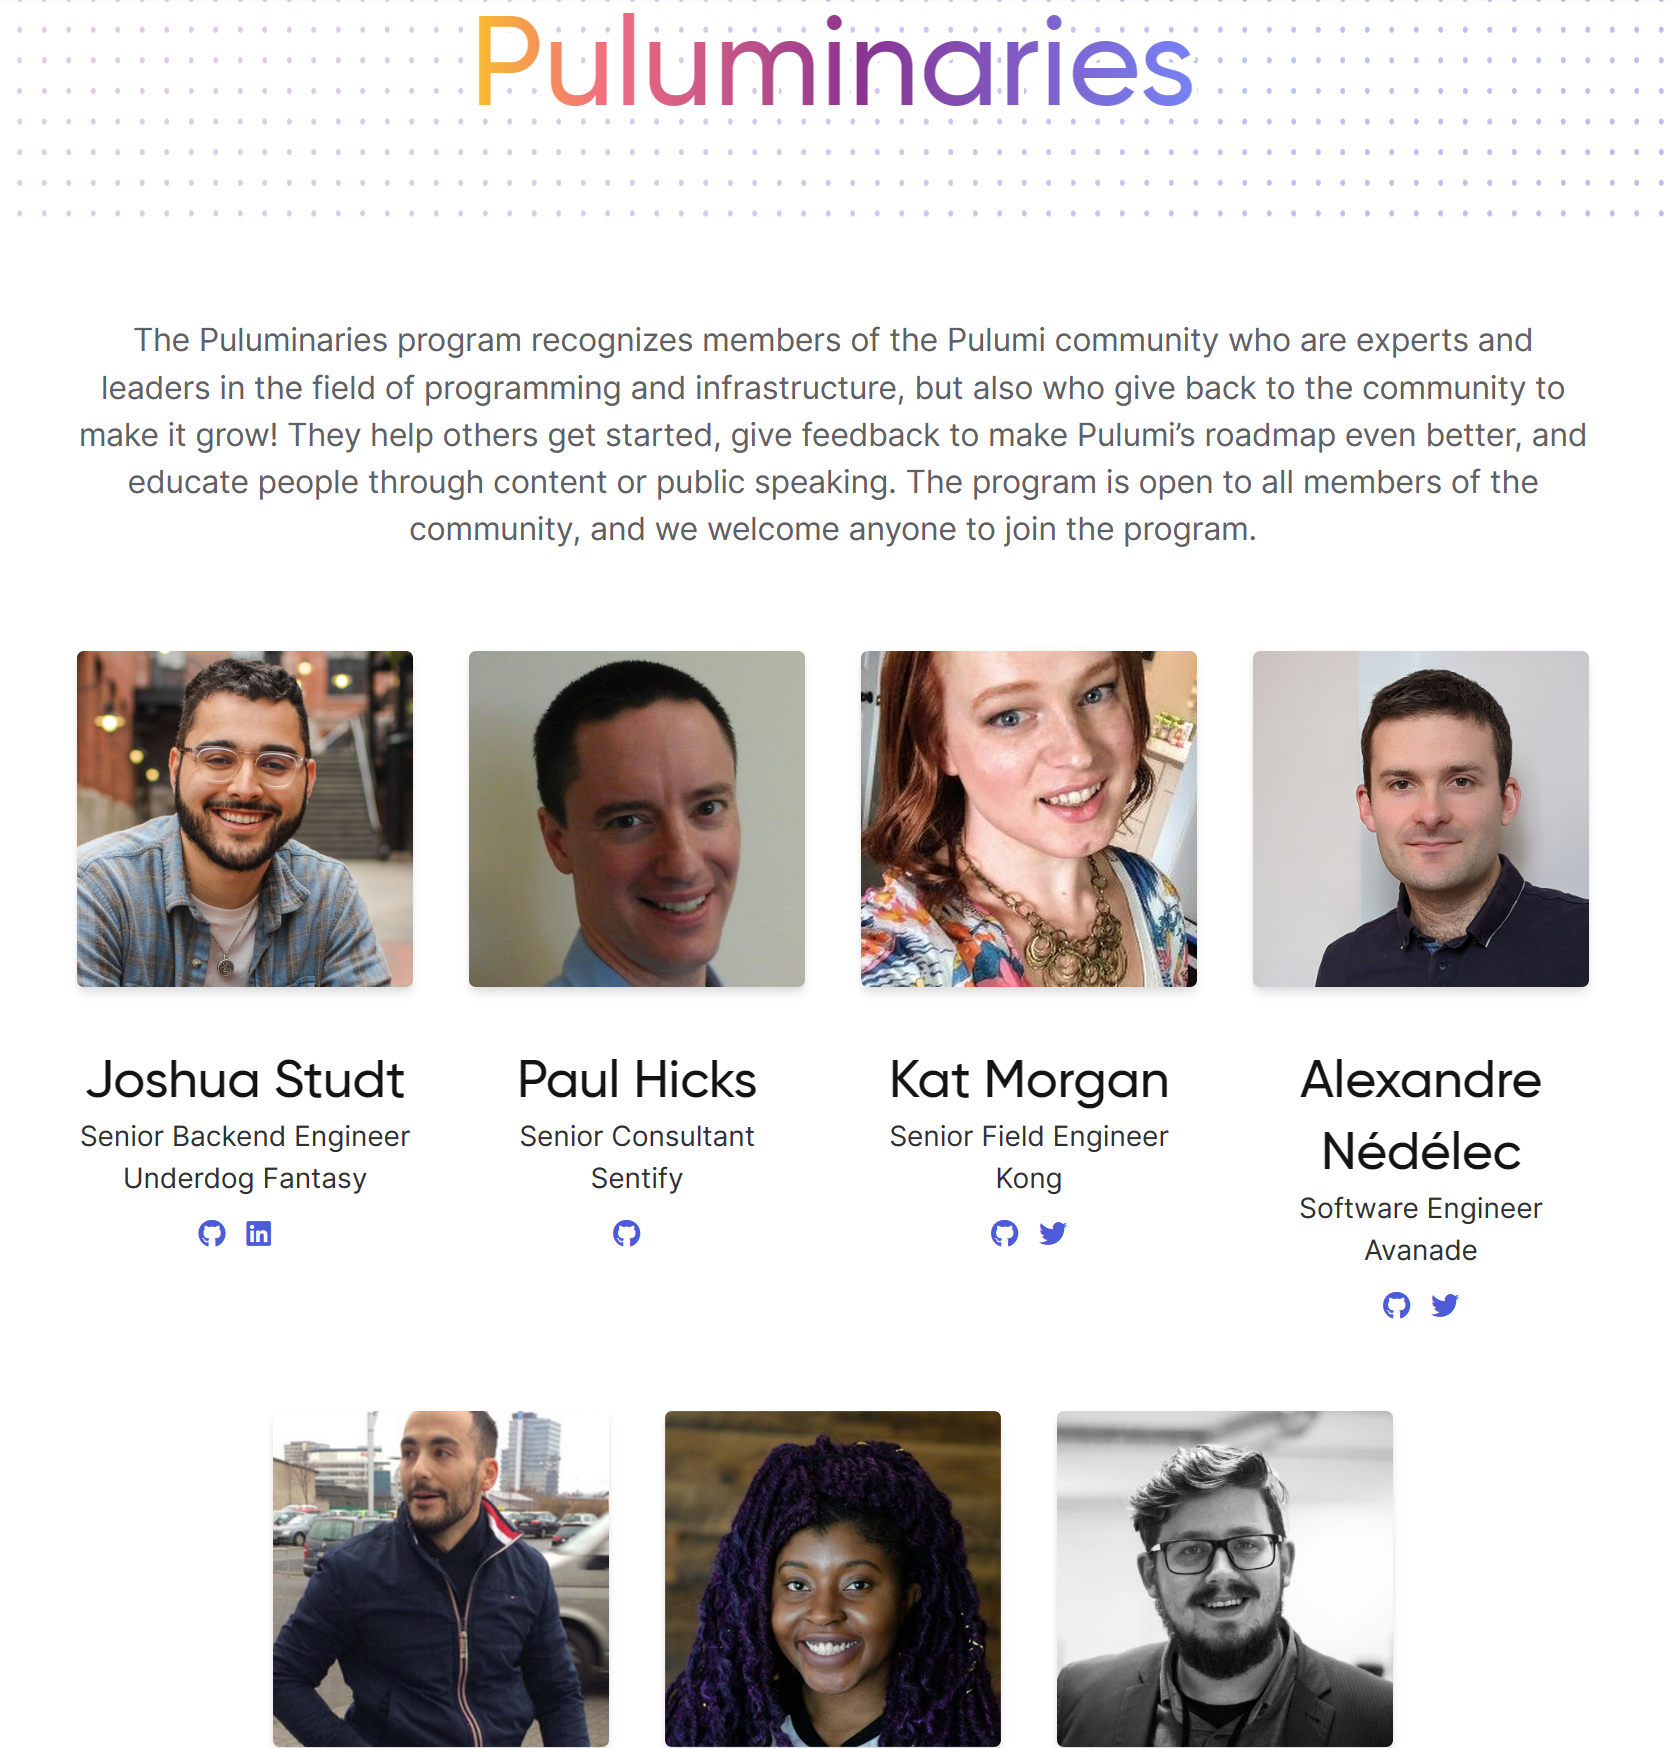 Puluminaries
The Puluminaries program recognizes members of the Pulumi community who are experts and
leaders in the field of programming and infrastructure, but also who give back to the community to
make it grow! They help others get started, give feedback to make Pulumi’s roadmap even better, and
educate people through content or public speaking. The program is open to all members of the
community, and we welcome anyone to join the program.
Joshua Studt
Senior Backend Engineer
Underdog Fantasy
in
Paul Hicks
Senior Consultant
Sentify
Kat Morgan
Senior Field Engineer
Kong
Alexandre
Nédélec
Software Engineer
Avanade